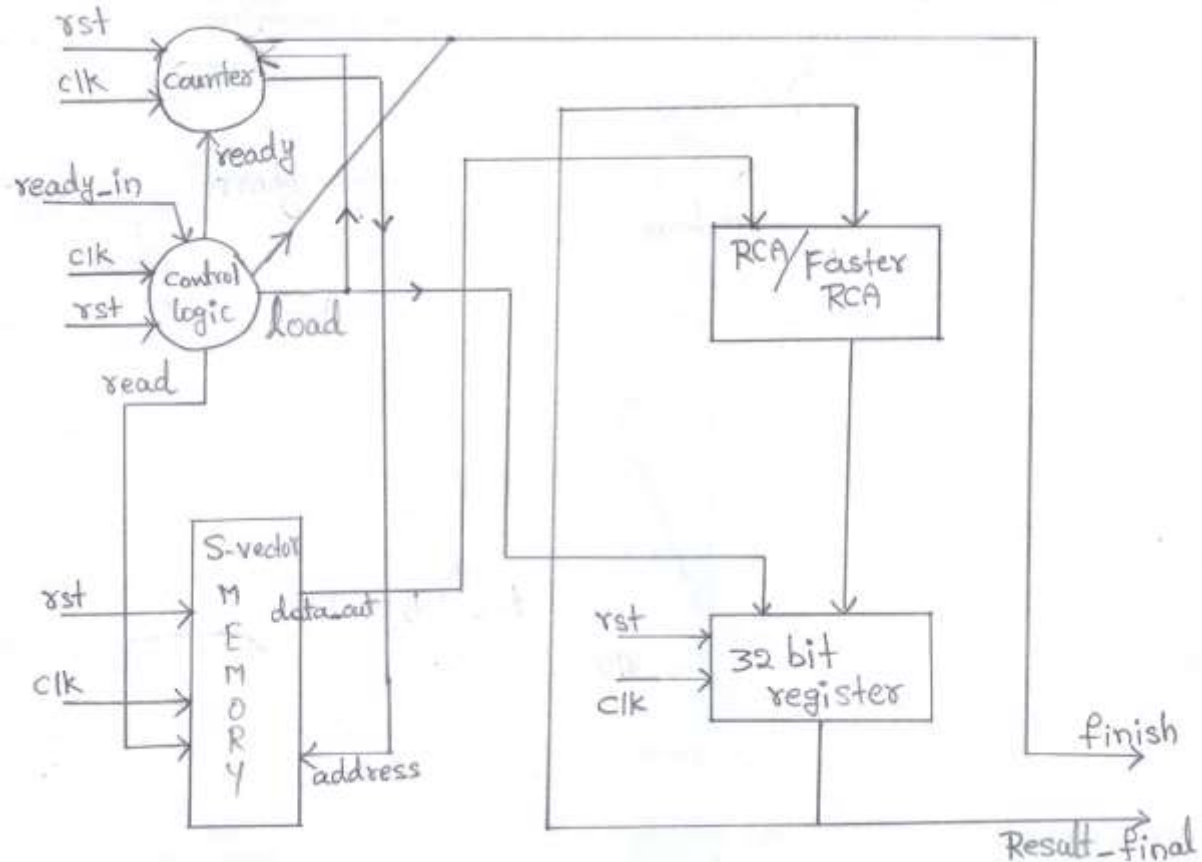 rst
clk
Counter
ready
ready_in
clk
rst
Control
logic
load
read
RCA/Faster
RCA
S-vector
M
E
M
O
R
Y
rst
clk
data_out
address
rst
clk
32 bit
register
finish
Result_final